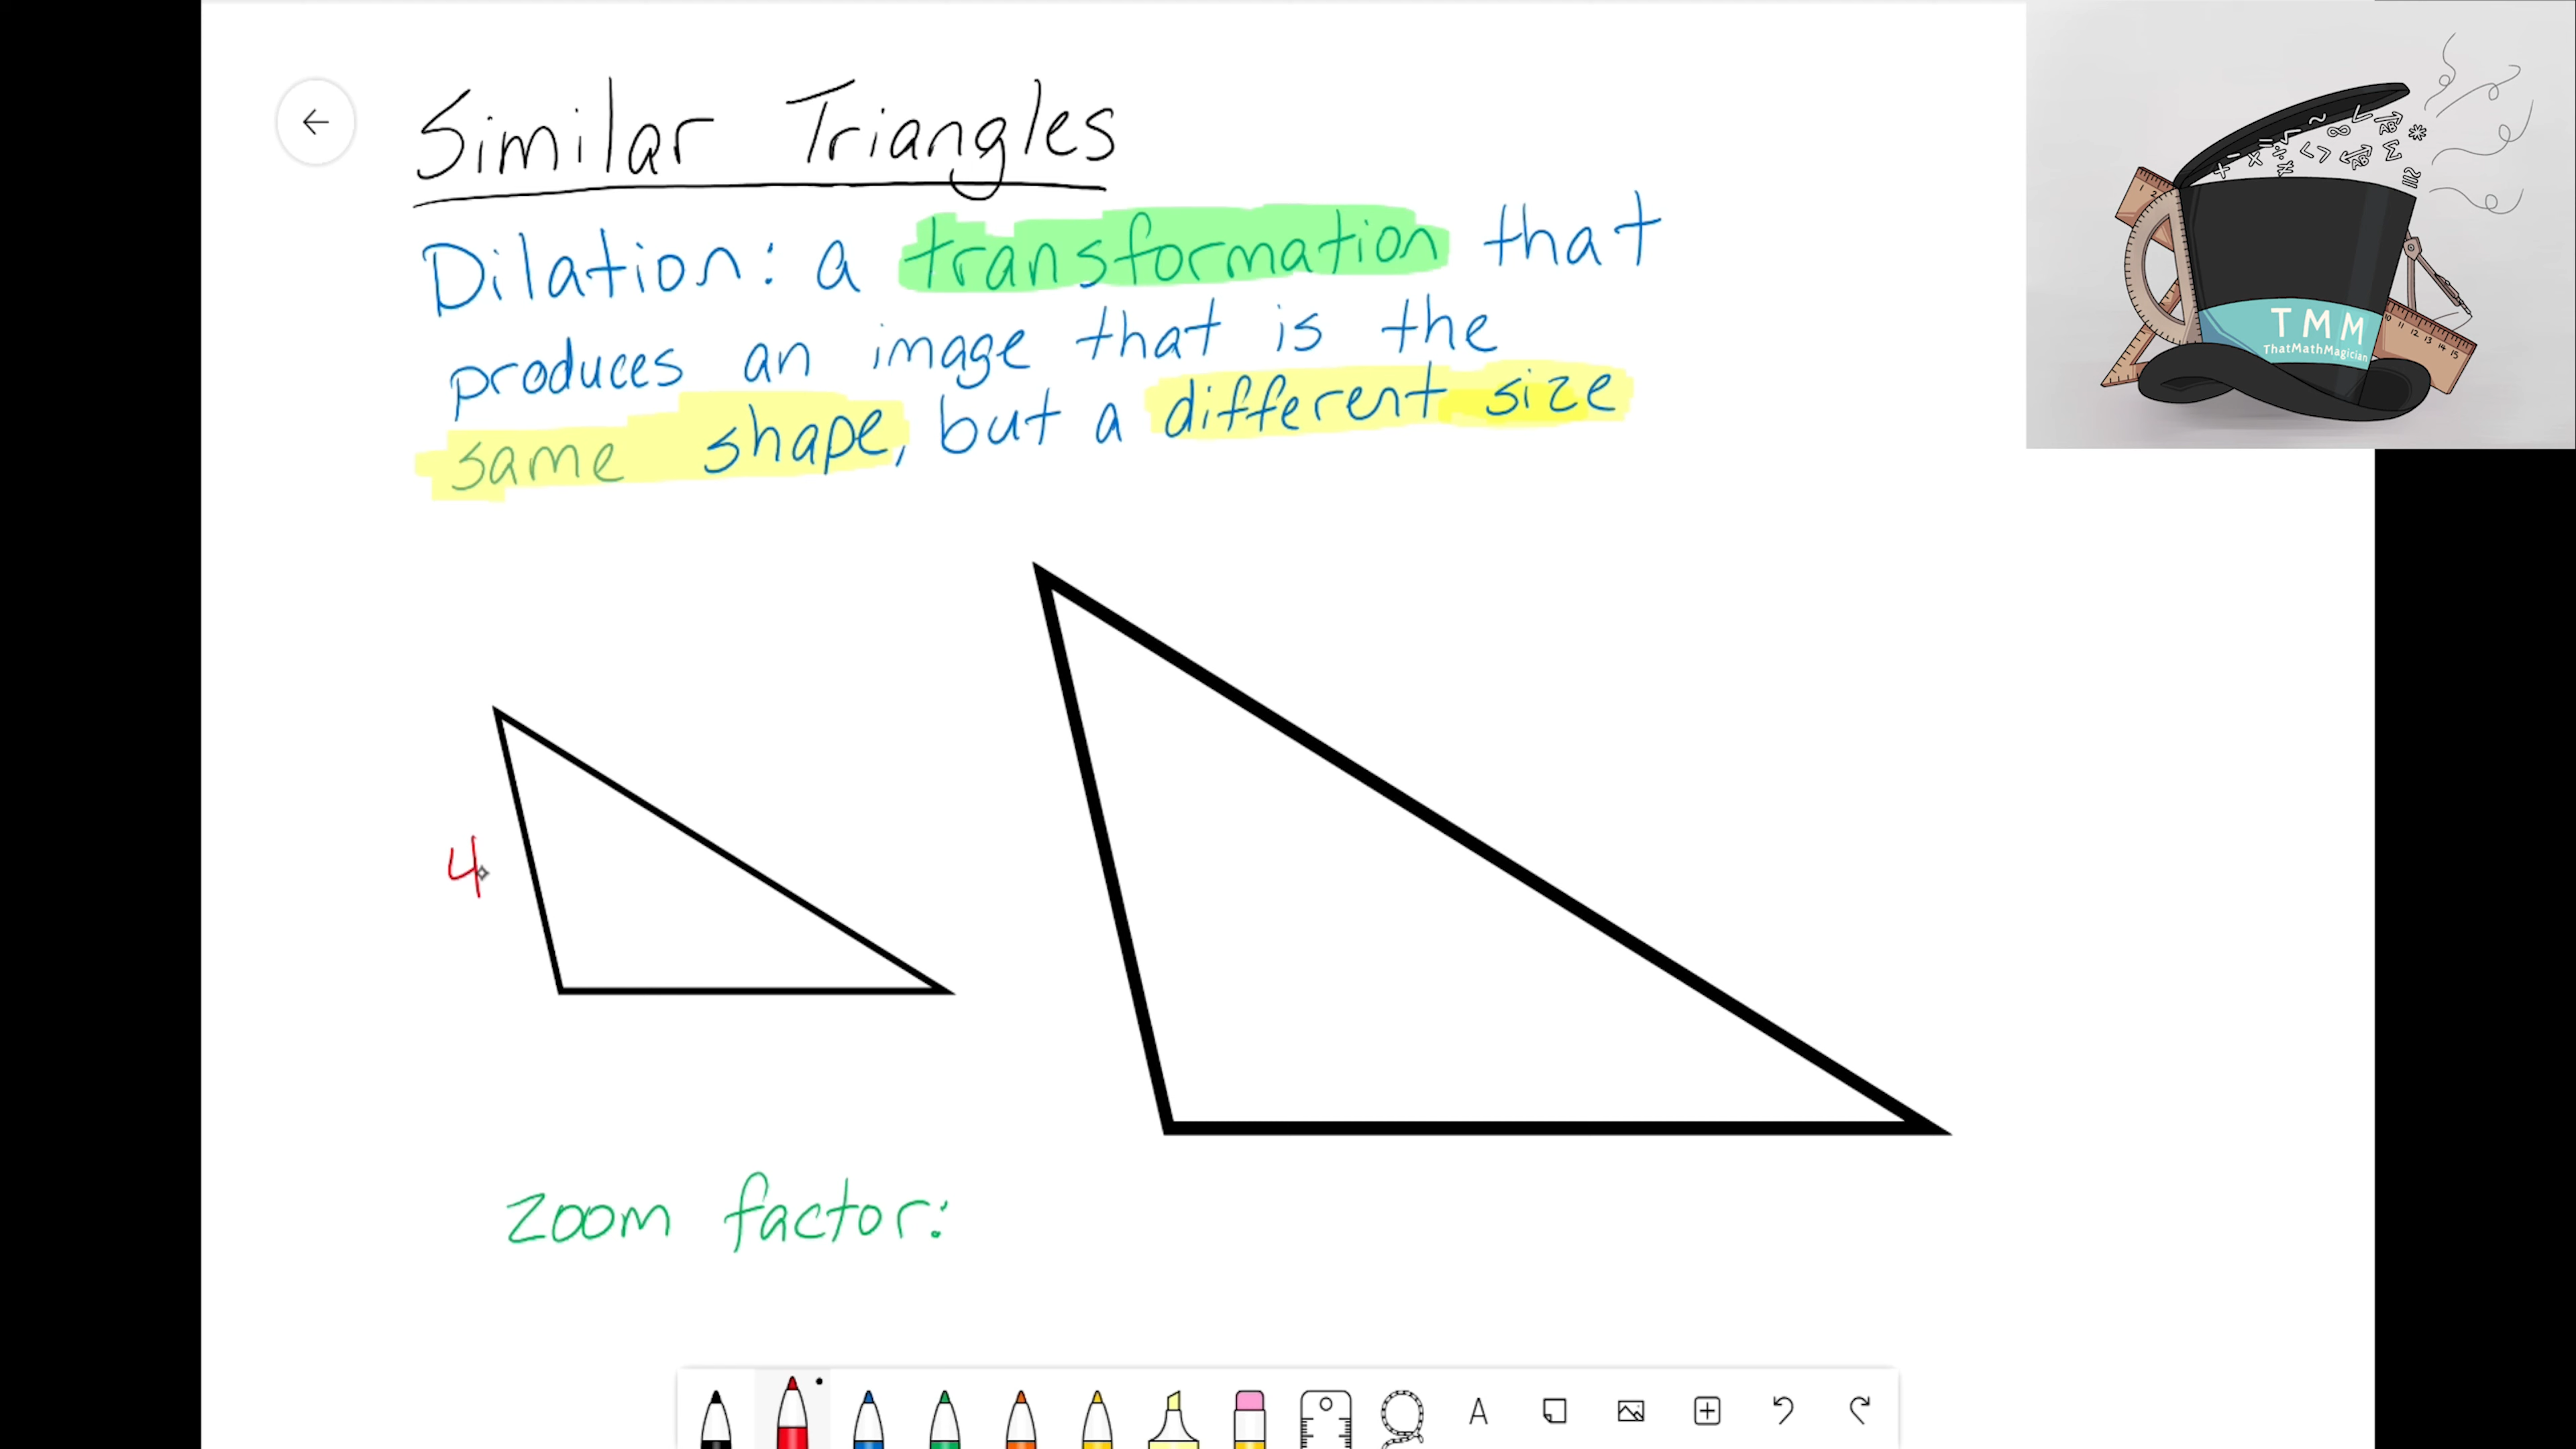 Similar Triangles
Dilation: a transformation that
produces an image that is the
same shape, but a different size
4
zoom factor:
TMM
ThatMathMagician
A